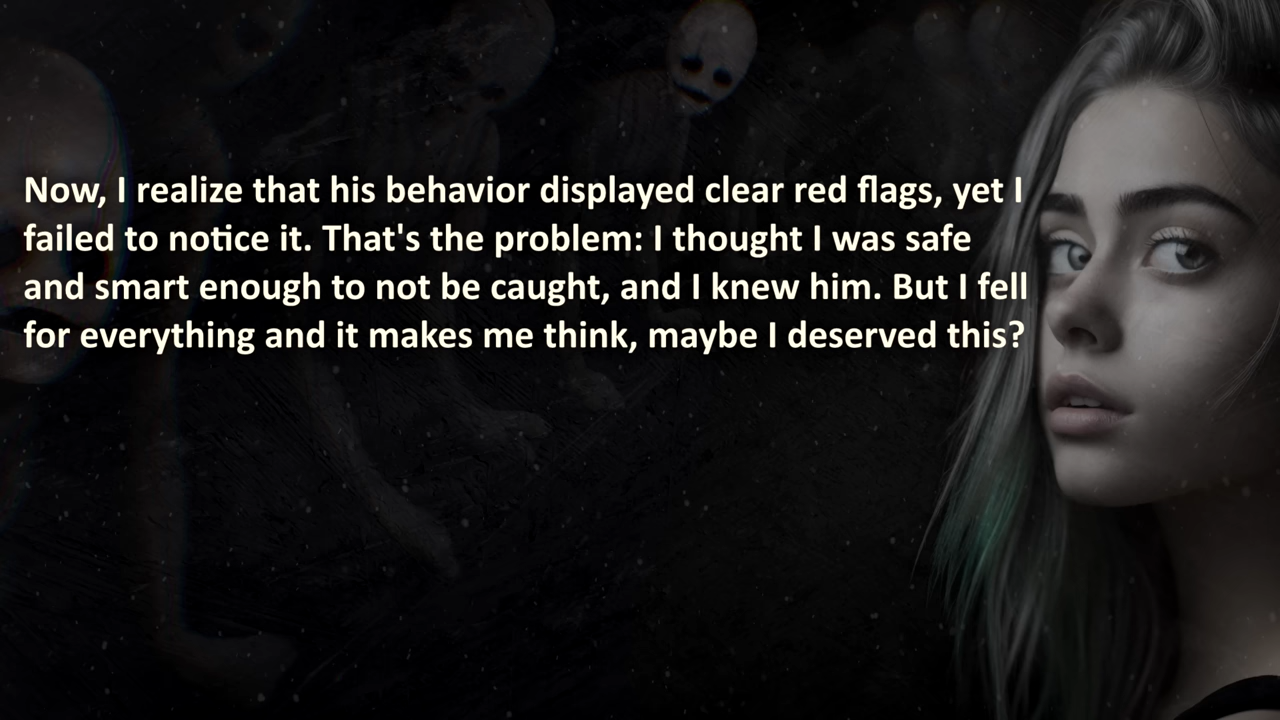 Now, I realize that his behavior displayed clear red flags, yet I
failed to notice it. That's the problem: I thought I was safe
and smart enough to not be caught, and I knew him. But I fell
for everything and it makes me think, maybe I deserved this?